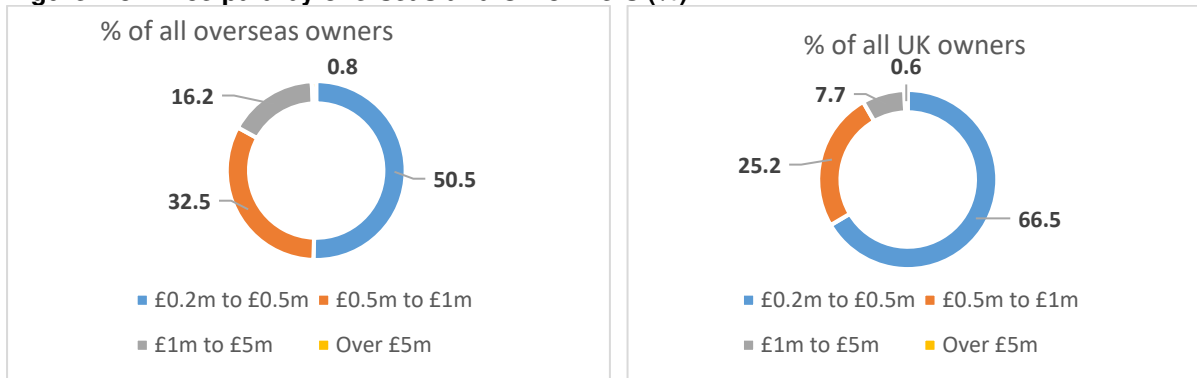 % of all overseas owners
0.8
16.2
32.5
50.5
£0.2m to £0.5m £0.5m to £1m
£1m to £5m Over £5m
% of all UK owners
0.6
7.7
25.2
66.5
£0.2m to £0.5m £0.5m to £1m
£1m to £5m Over £5m